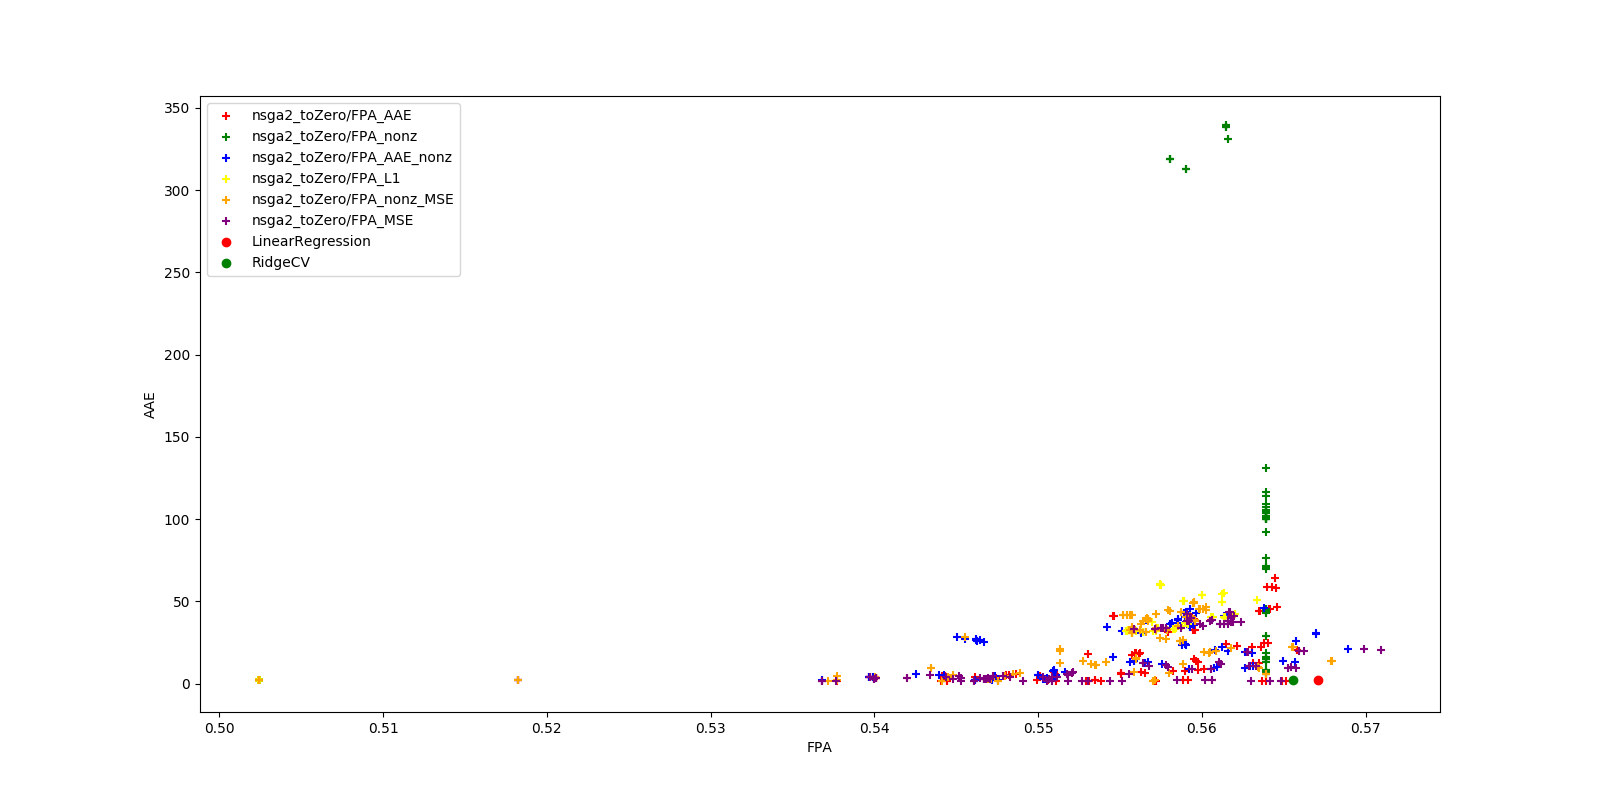 350
300
250
200
150
100
50
0
AAE
nsga2_toZero/FPA_AAE
nsga2_toZero/FPA_nonz
nsga2_toZero/FPA_AAE_nonz
nsga2_toZero/FPA_L1
nsga2_toZero/FPA_nonz_MSE
nsga2_toZero/FPA_MSE
LinearRegression
RidgeCV
0.50 0.51 0.52 0.53 0.54 0.55 0.56 0.57
FPA